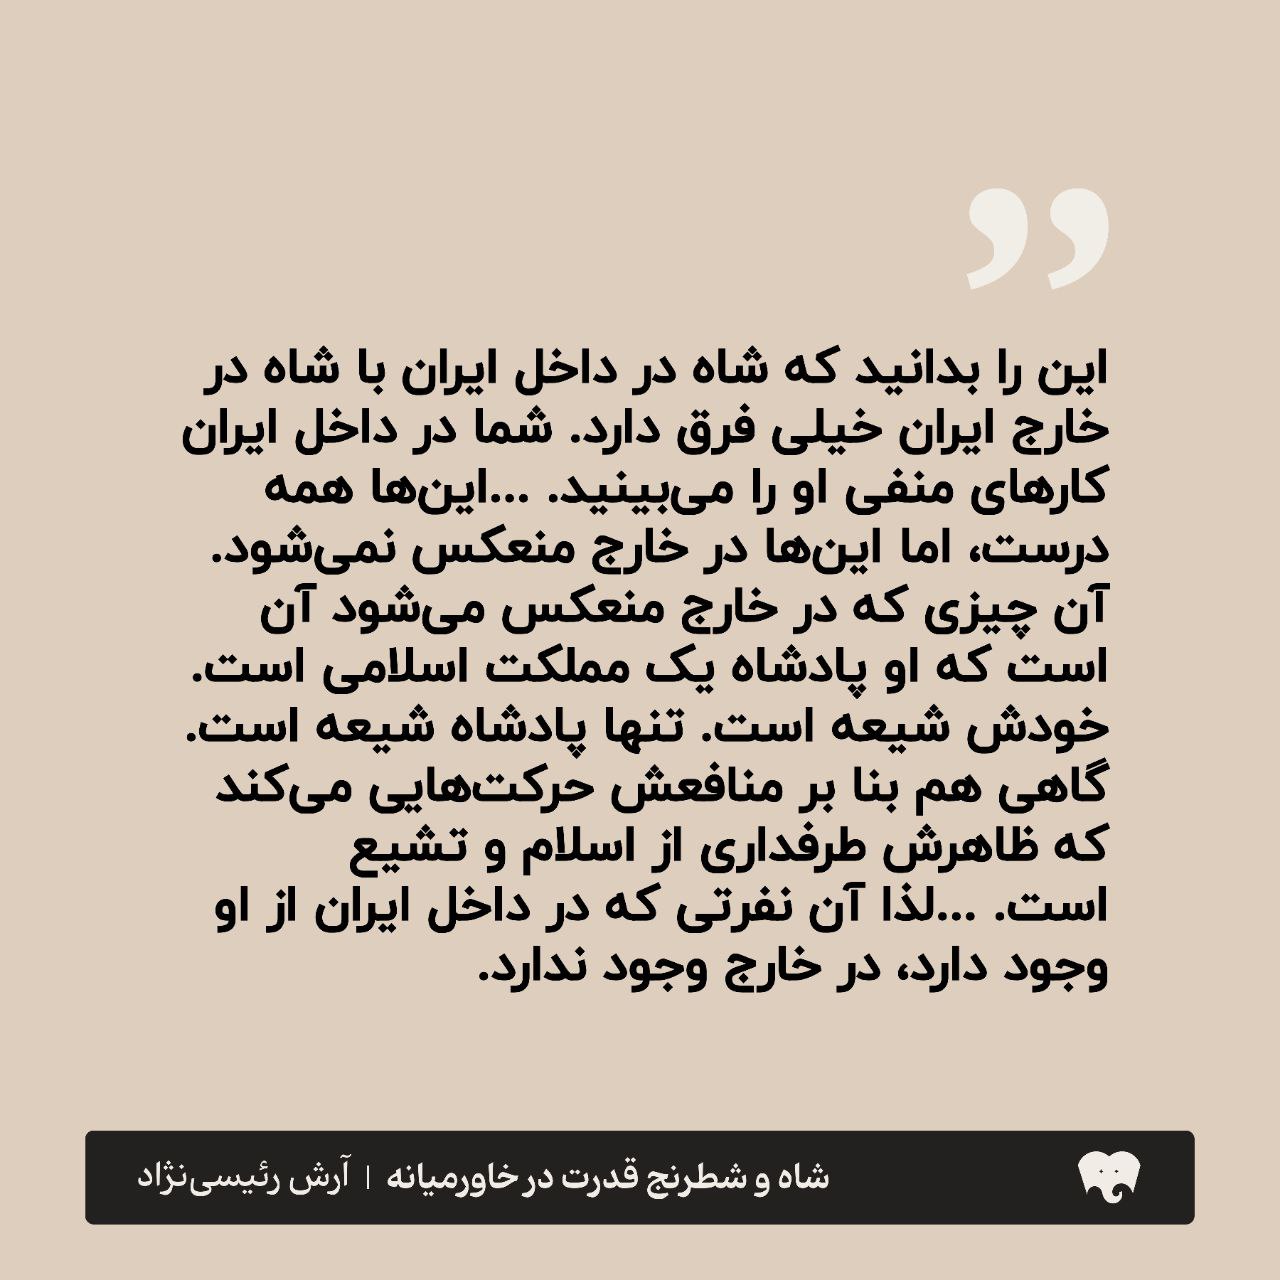 ”
این را بدانید که شاه در داخل ایران با شاه در
خارج ایران خیلی فرق دارد. شما در داخل ایران
کارهای منفی او را می‌بینید. ...این‌ها همه
درست، اما این‌ها در خارج منعکس نمی‌شود.
آن چیزی که در خارج منعکس می‌شود آن
است که او پادشاه یک مملکت اسلامی است.
خودش شیعه است. تنها پادشاه شیعه است.
گاهی هم بنا بر منافعش حرکت‌هایی می‌کند
که ظاهرش طرفداری از اسلام و تشیع
است. ...لذا آن نفرتی که در داخل ایران از او
وجود دارد، در خارج وجود ندارد.
شاه و شطرنج قدرت در خاورمیانه | آرش رئیسی‌نژاد